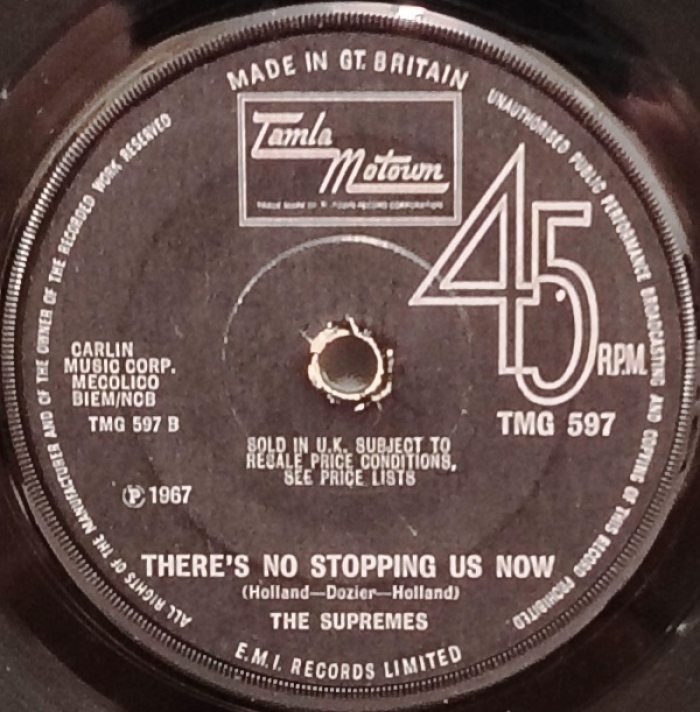 MADE IN GT. BRITAIN
Tamla
Motown
UNAUTHORISED PUBLIC PERFORMANCE BROADCASTING AND COPYING OF THIS RECORD PROHIBITED.
ALL RIGHTS OF THE MANUFACTURER AND OF THE OWNER OF THE RECORDED WORK RESERVED
45
R.P.M.
CARLIN
MUSIC CORP.
MECOLICO
BIEM/NCB
TMG 597 B
TMG 597
SOLD IN U.K. SUBJECT TO
RESALE PRICE CONDITIONS,
SEE PRICE LISTS
Ⓟ 1967
THERE'S NO STOPPING US NOW
(Holland—Dozier—Holland)
THE SUPREMES
E.M.I. RECORDS LIMITED